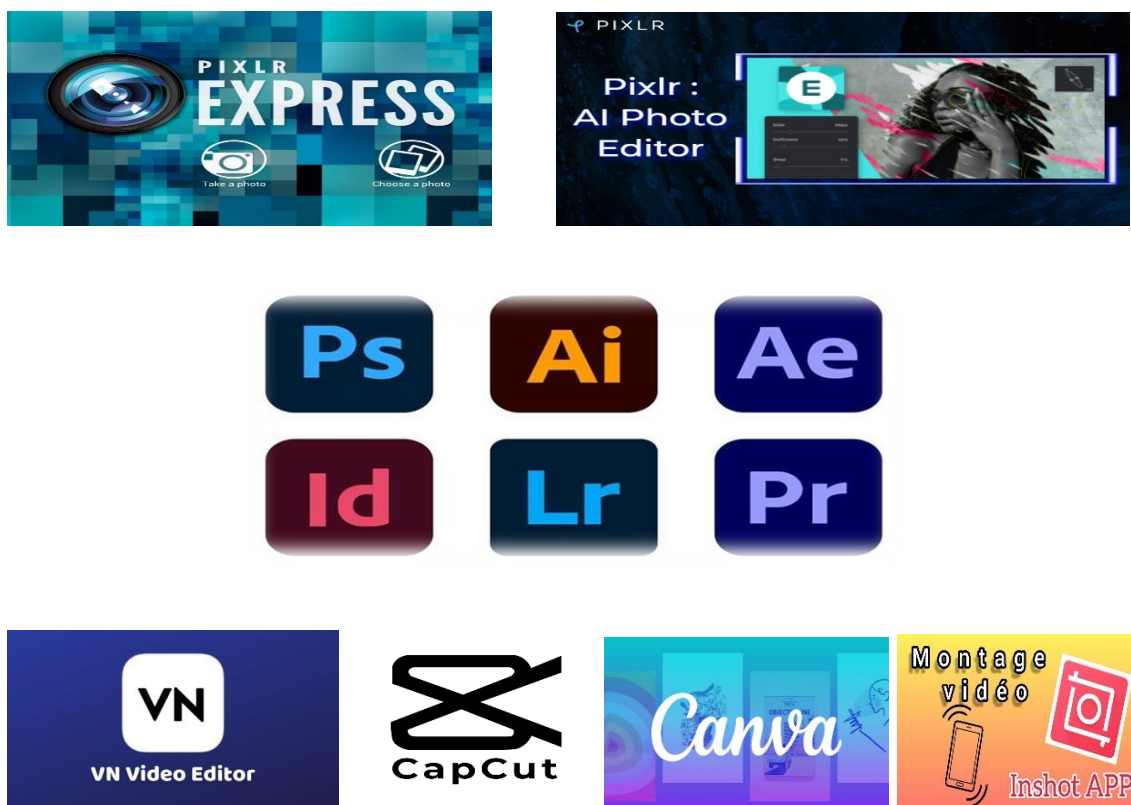 PIXLR
EXPRESS
Take a photo
Choose a photo
PIXLR
Pixlr :
AI Photo
Editor
E
Ps
Ai
Ae
Id
Lr
Pr
VN
VN Video Editor
CapCut
Canva
Montage
vidéo
Inshot APP